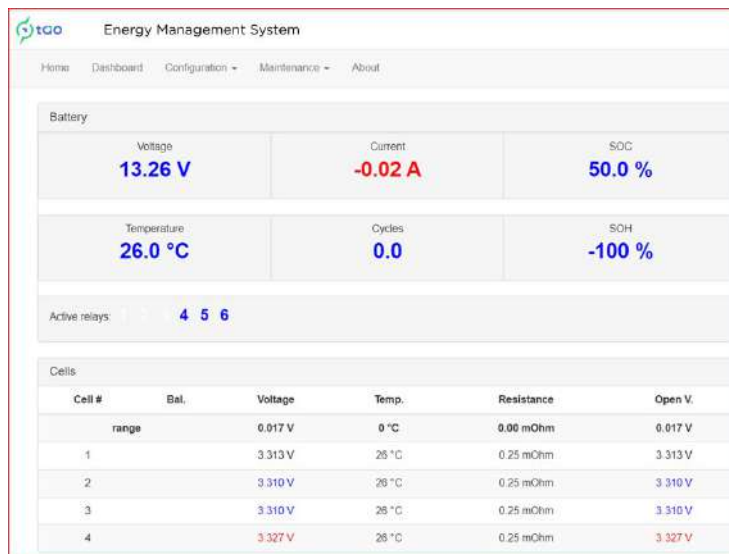 tGO Energy Management System
Home Dashboard Configuration Maintenance About
Battery
Voltage Current SOC
13.26 V -0.02 A 50.0 %
Temperature Cycles SOH
26.0 °C 0.0 -100 %
Active relays: 4 5 6
Cells
Cell # Bal. Voltage Temp. Resistance Open V.
range 0.017 V 0 °C 0.00 mOhm 0.017 V
1 3.313 V 26 °C 0.25 mOhm 3.313 V
2 3.310 V 26 °C 0.25 mOhm 3.310 V
3 3.310 V 26 °C 0.25 mOhm 3.310 V
4 3.327 V 26 °C 0.25 mOhm 3.327 V